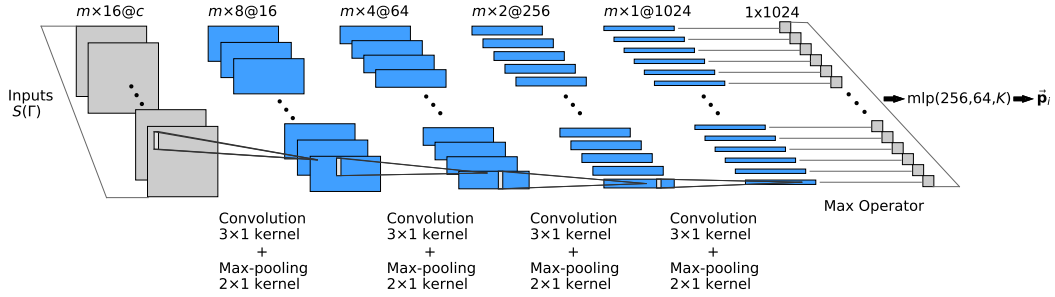 m×16@c
m×8@16
m×4@64
m×2@256
m×1@1024
1x1024
Inputs
S(Γ)
mlp(256,64,K)
p⃗ᵢ
Max Operator
Convolution
3×1 kernel
+
Max-pooling
2×1 kernel
Convolution
3×1 kernel
+
Max-pooling
2×1 kernel
Convolution
3×1 kernel
+
Max-pooling
2×1 kernel
Convolution
3×1 kernel
+
Max-pooling
2×1 kernel